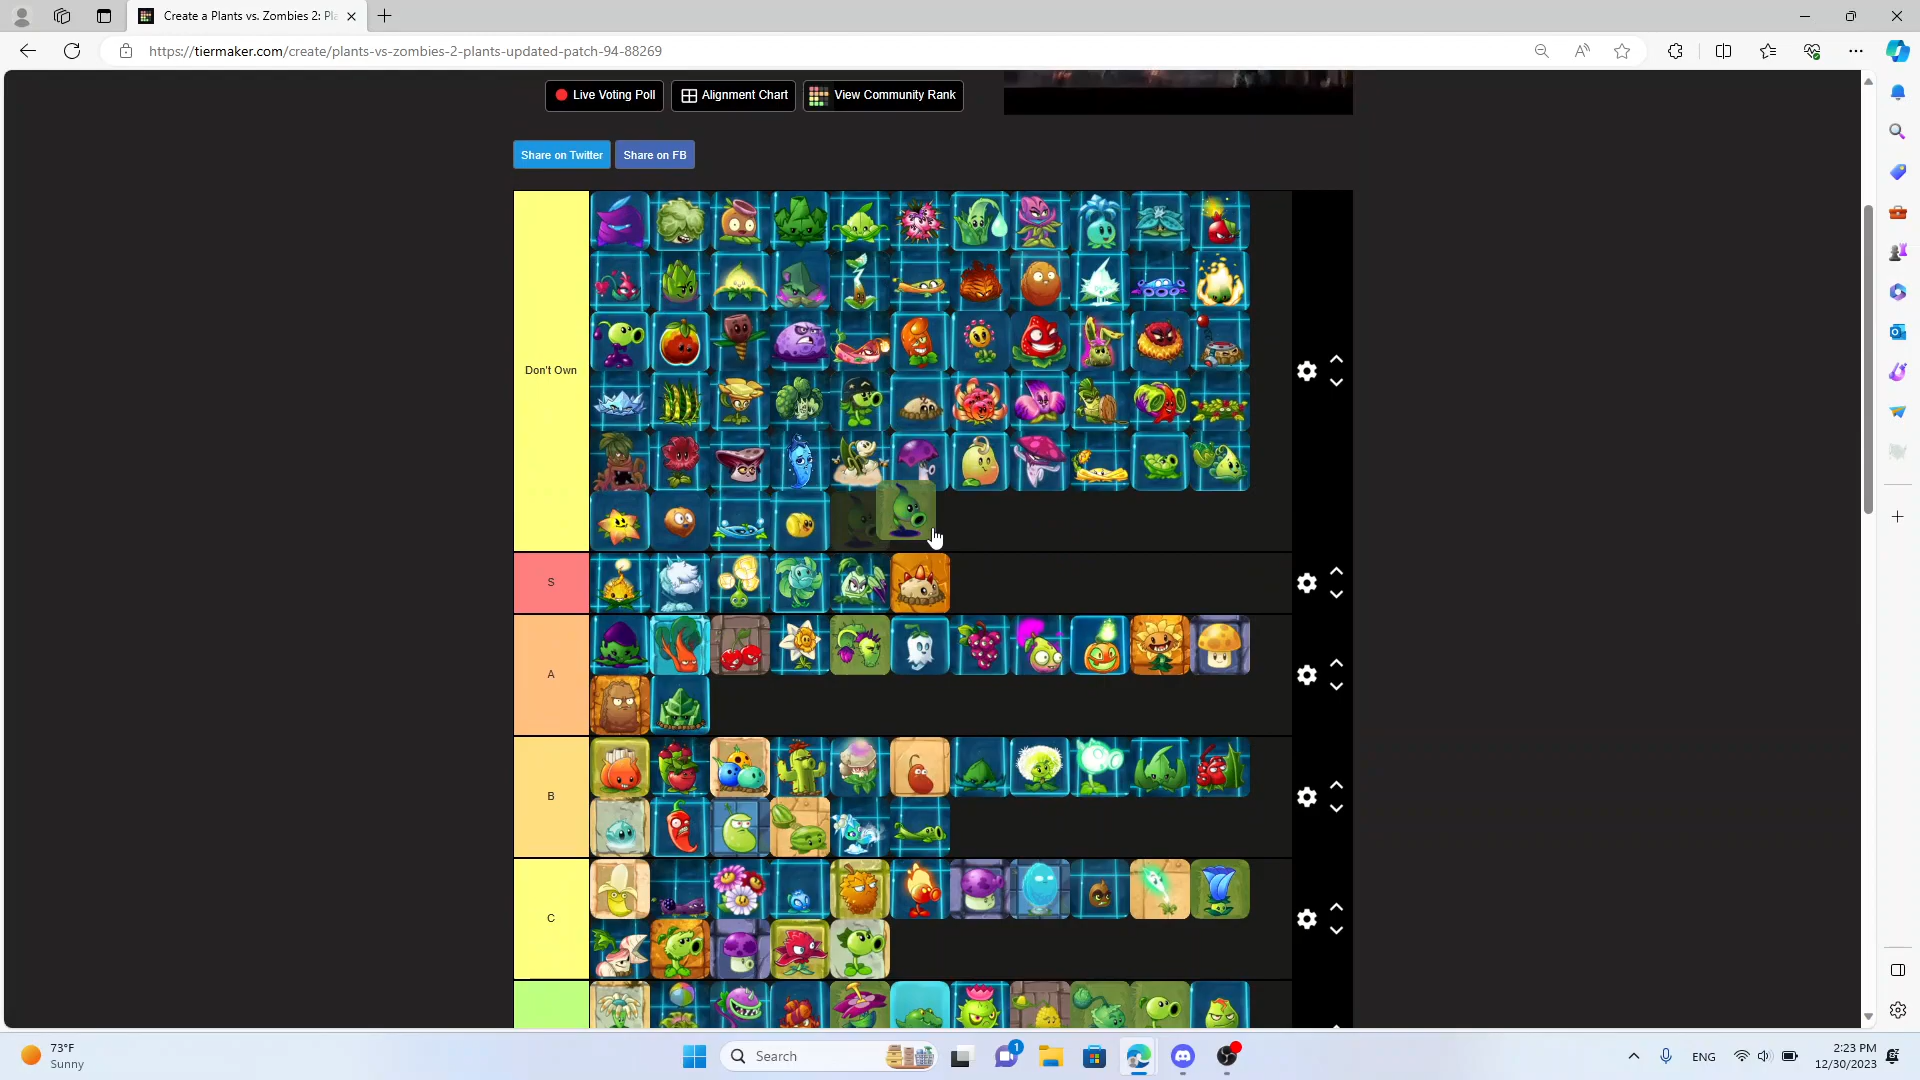 Create a Plants vs. Zombies 2: Pl
https://tiermaker.com/create/plants-vs-zombies-2-plants-updated-patch-94-88269
Live Voting Poll
Alignment Chart
View Community Rank
Share on Twitter
Share on FB
Don't Own
S
A
B
C
73°F
Sunny
Search
1
ENG
2:23 PM
12/30/2023